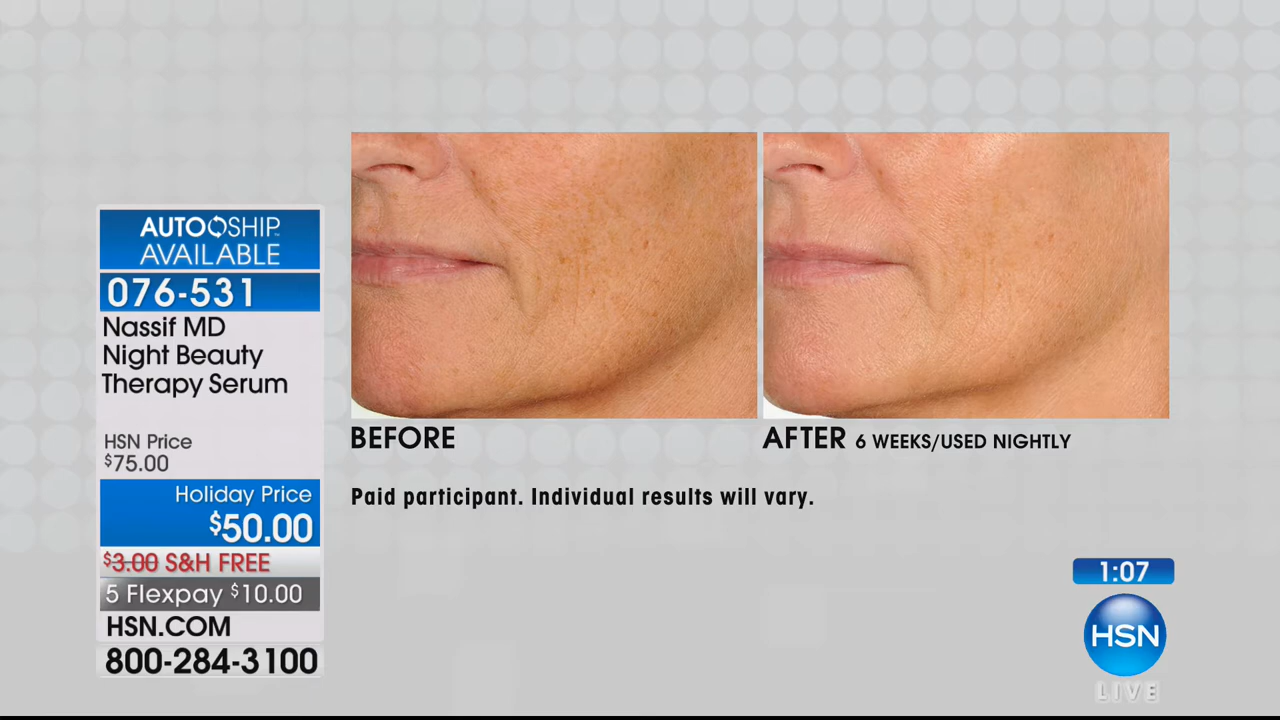 AUTOSHIP
AVAILABLE
076-531
Nassif MD
Night Beauty
Therapy Serum
HSN Price
$75.00
Holiday Price
$50.00
$3.00 S&H FREE
5 Flexpay $10.00
HSN.COM
800-284-3100
BEFORE
AFTER 6 WEEKS/USED NIGHTLY
Paid participant. Individual results will vary.
1:07
HSN
LIVE